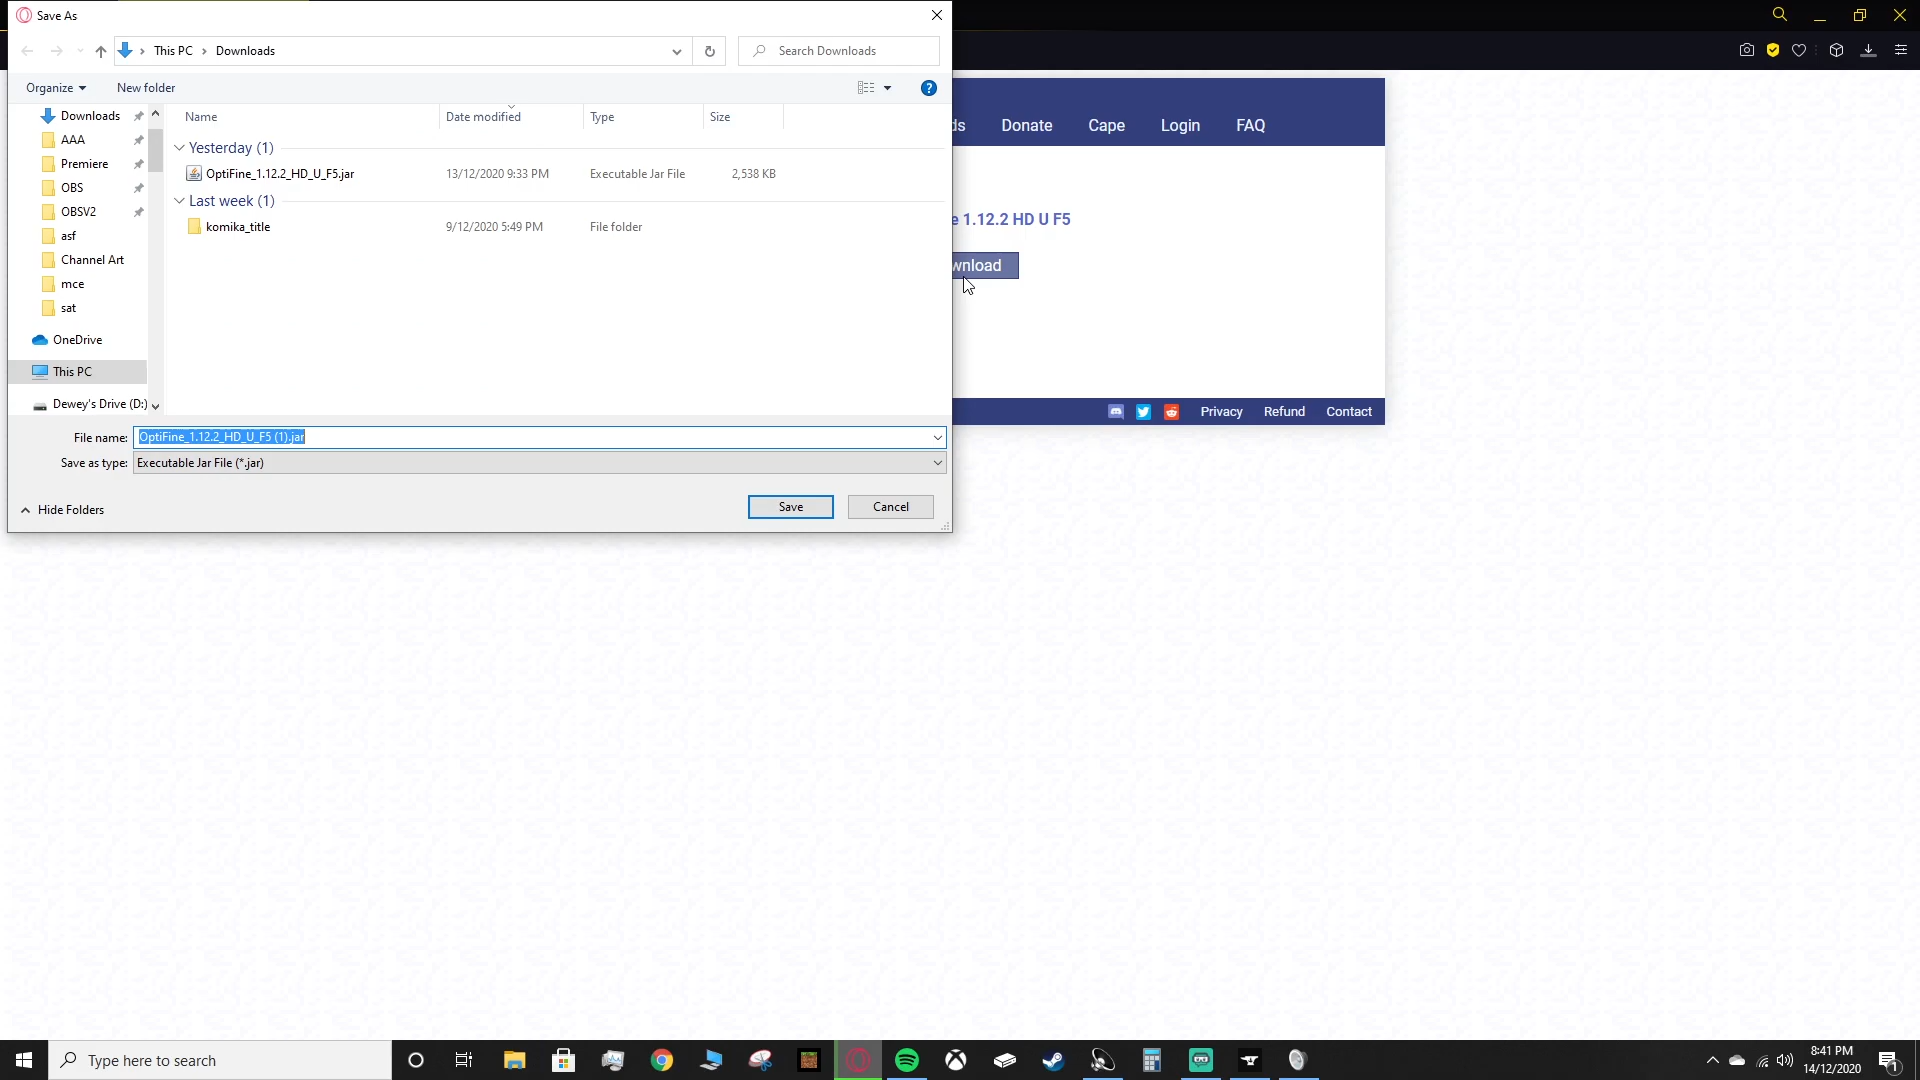 Save As
This PC
Downloads
Search Downloads
Organize
New folder
?
Downloads
AAA
Premiere
OBS
OBSV2
asf
Channel Art
mce
sat
OneDrive
This PC
Dewey's Drive (D:)
Name
Date modified
Type
Size
Yesterday (1)
OptiFine_1.12.2_HD_U_F5.jar
13/12/2020 9:33 PM
Executable Jar File
2,538 KB
Last week (1)
komika_title
9/12/2020 5:49 PM
File folder
File name:
OptiFine_1.12.2_HD_U_F5 (1).jar
Save as type:
Executable Jar File (*.jar)
Hide Folders
Save
Cancel
ds
Donate
Cape
Login
FAQ
e 1.12.2 HD U F5
wnload
Privacy
Refund
Contact
Type here to search
8:41 PM
14/12/2020
1